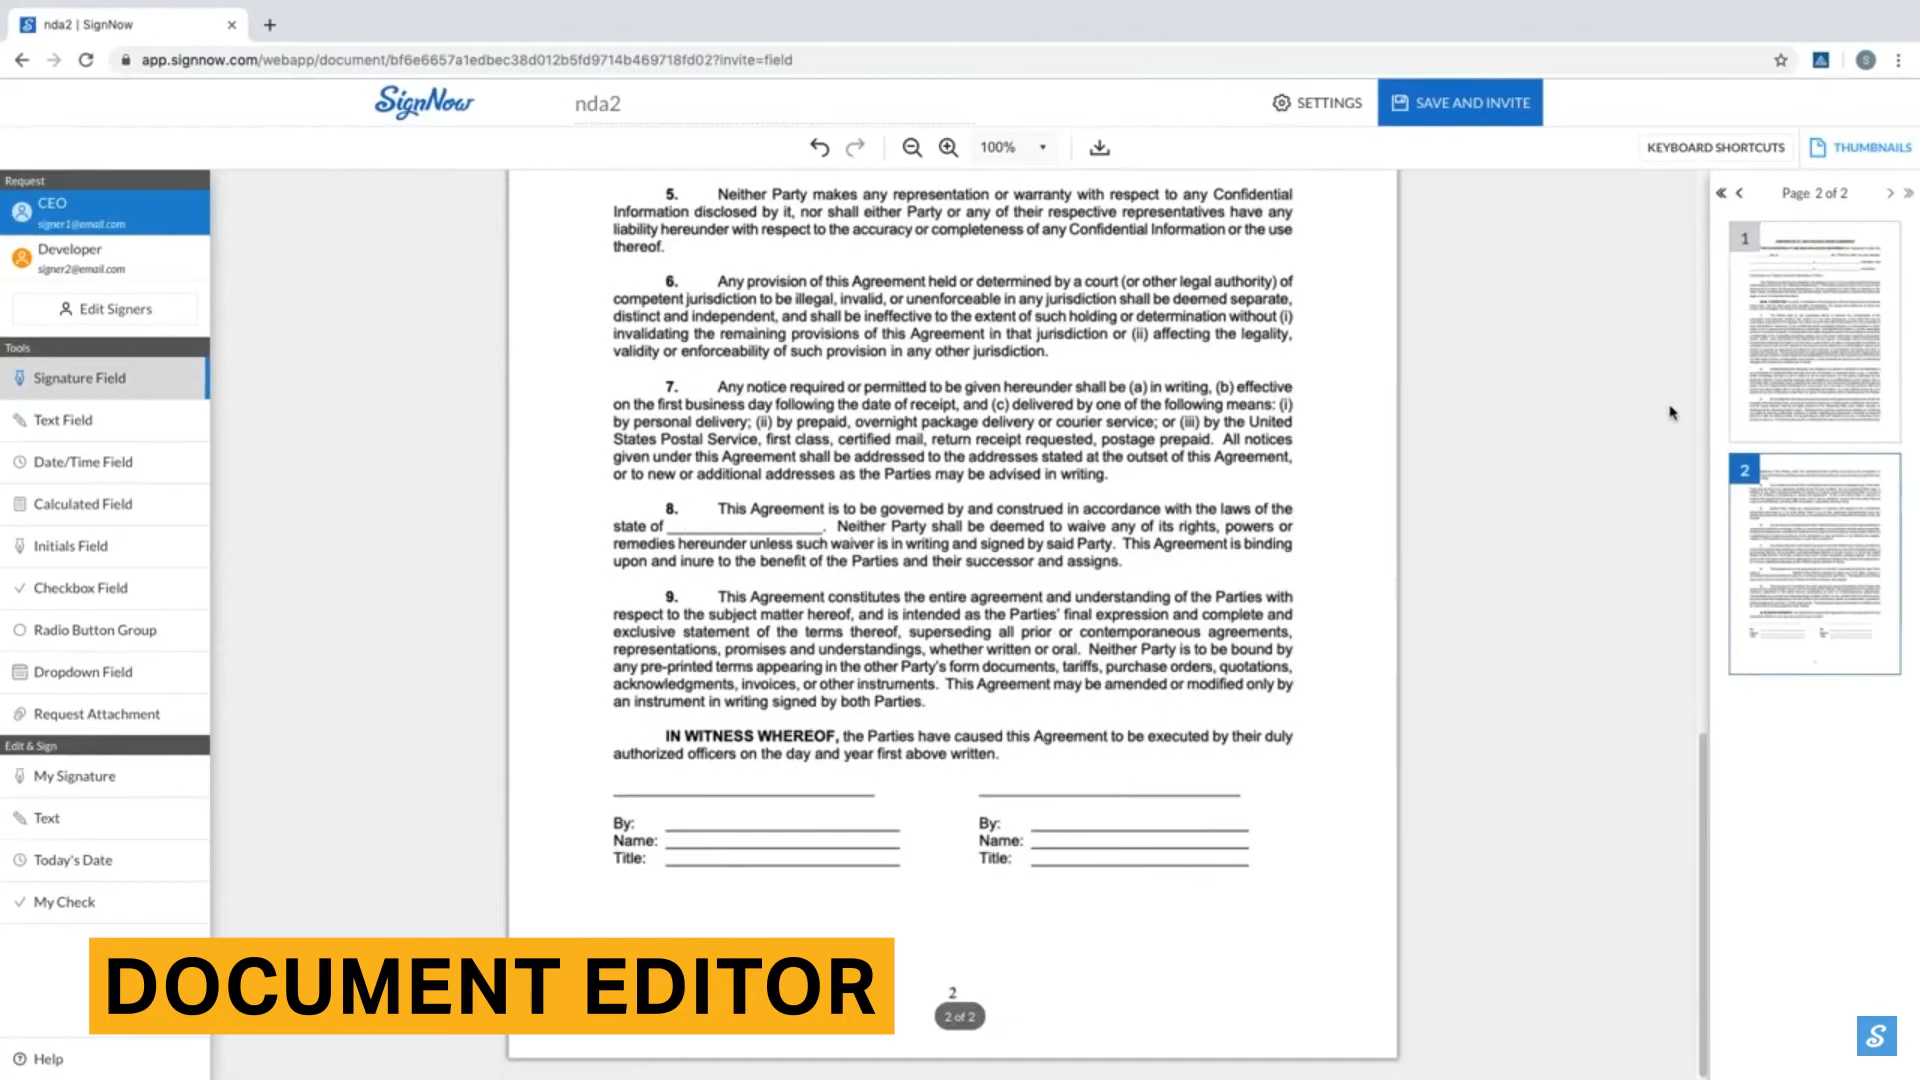 nda2 | SignNow
app.signnow.com/webapp/document/bf6e6657a1edbec38d012b5fd9714b469718fd02?invite=field
S
SignNow
nda2
SETTINGS
SAVE AND INVITE
100%
KEYBOARD SHORTCUTS
THUMBNAILS
Request
CEO
signer1@email.com
Developer
signer2@email.com
Edit Signers
Tools
Signature Field
Text Field
Date/Time Field
Calculated Field
Initials Field
Checkbox Field
Radio Button Group
Dropdown Field
Request Attachment
Edit & Sign
My Signature
Text
Today's Date
My Check
Help
5. Neither Party makes any representation or warranty with respect to any Confidential
Information disclosed by it, nor shall either Party or any of their respective representatives have any
liability hereunder with respect to the accuracy or completeness of any Confidential Information or the use
thereof.
6. Any provision of this Agreement held or determined by a court (or other legal authority) of
competent jurisdiction to be illegal, invalid, or unenforceable in any jurisdiction shall be deemed separate,
distinct and independent, and shall be ineffective to the extent of such holding or determination without (i)
invalidating the remaining provisions of this Agreement in that jurisdiction or (ii) affecting the legality,
validity or enforceability of such provision in any other jurisdiction.
7. Any notice required or permitted to be given hereunder shall be (a) in writing, (b) effective
on the first business day following the date of receipt, and (c) delivered by one of the following means: (i)
by personal delivery; (ii) by prepaid, overnight package delivery or courier service; or (iii) by the United
States Postal Service, first class, certified mail, return receipt requested, postage prepaid. All notices
given under this Agreement shall be addressed to the addresses stated at the outset of this Agreement,
or to new or additional addresses as the Parties may be advised in writing.
8. This Agreement is to be governed by and construed in accordance with the laws of the
state of ____________________. Neither Party shall be deemed to waive any of its rights, powers or
remedies hereunder unless such waiver is in writing and signed by said Party. This Agreement is binding
upon and inure to the benefit of the Parties and their successor and assigns.
9. This Agreement constitutes the entire agreement and understanding of the Parties with
respect to the subject matter hereof, and is intended as the Parties' final expression and complete and
exclusive statement of the terms thereof, superseding all prior or contemporaneous agreements,
representations, promises and understandings, whether written or oral. Neither Party is to be bound by
any pre-printed terms appearing in the other Party's form documents, tariffs, purchase orders, quotations,
acknowledgments, invoices, or other instruments. This Agreement may be amended or modified only by
an instrument in writing signed by both Parties.
IN WITNESS WHEREOF, the Parties have caused this Agreement to be executed by their duly
authorized officers on the day and year first above written.
By: By:
Name: Name:
Title: Title:
2
2 of 2
Page 2 of 2
1
2
DOCUMENT EDITOR
S